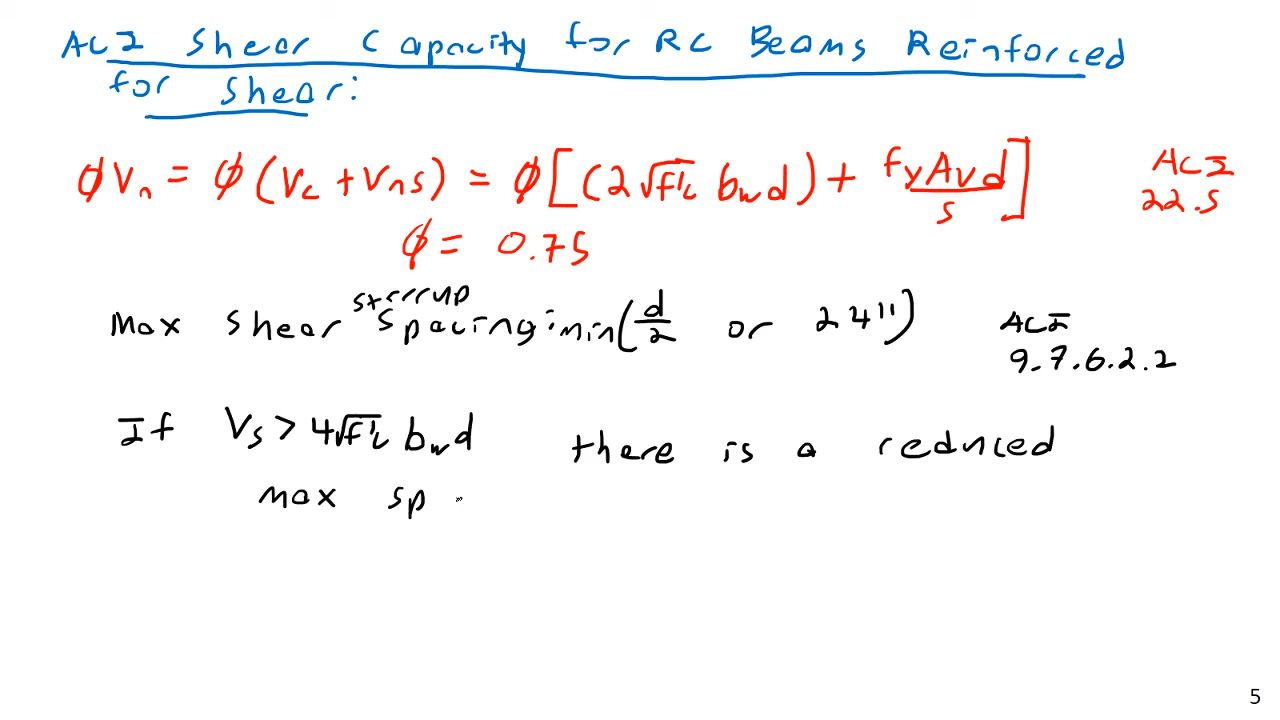 ACI Shear Capacity for RC Beams Reinforced
for Shear:
ϕVn = ϕ(Vc + Vns) = ϕ[(2√f'c bwd) + fyAvd/s] ACI 22.5
ϕ = 0.75
Max Shear stirrup Spacing: min(d/2 or 24") ACI 9.7.6.2.2
If Vs > 4√f'c bwd there is a reduced
max sp
5